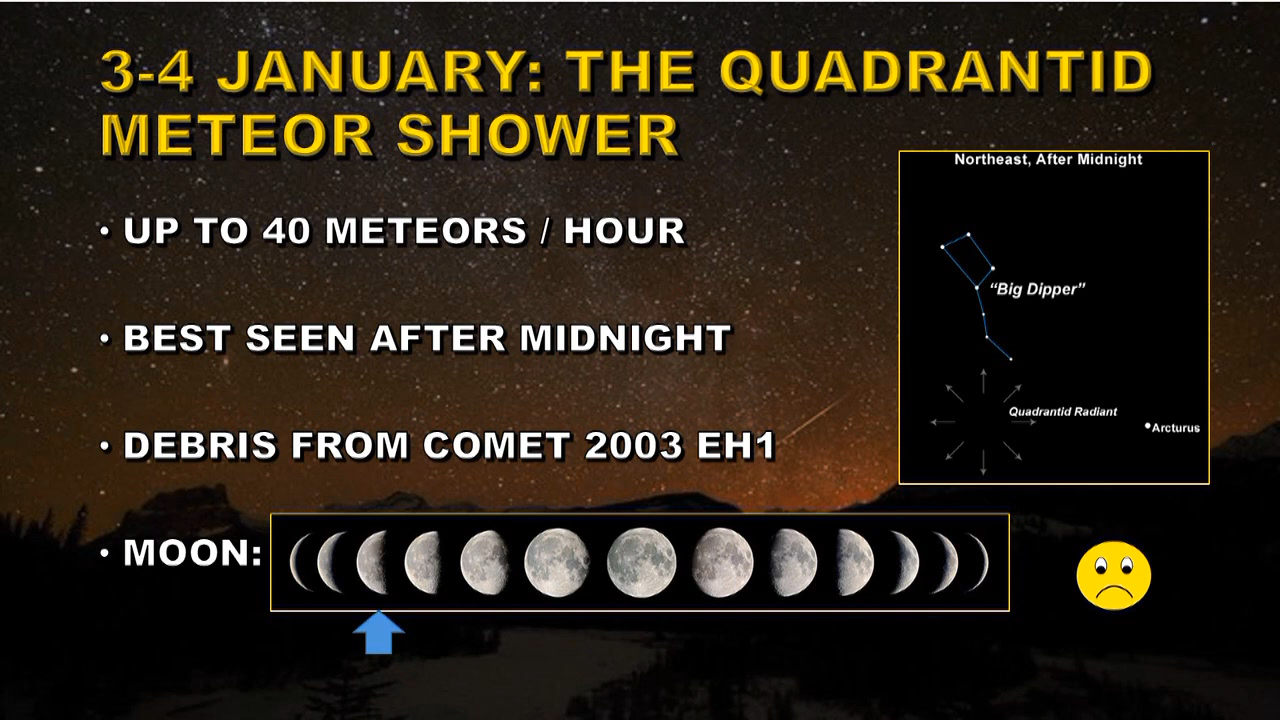 3-4 JANUARY: THE QUADRANTID
METEOR SHOWER
• UP TO 40 METEORS / HOUR
• BEST SEEN AFTER MIDNIGHT
• DEBRIS FROM COMET 2003 EH1
• MOON:
Northeast, After Midnight
“Big Dipper”
Quadrantid Radiant
Arcturus